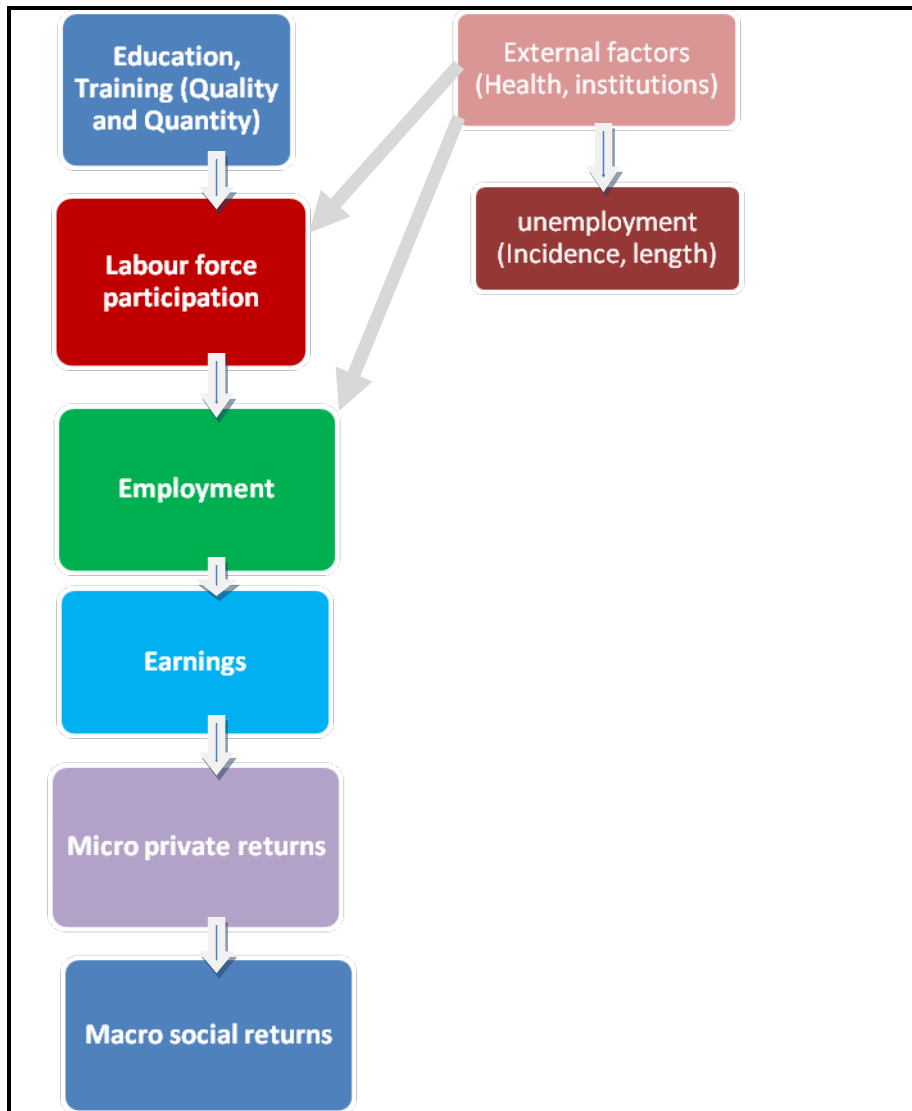 Education,
Training (Quality
and Quantity)
External factors
(Health, institutions)
unemployment
(Incidence, length)
Labour force
participation
Employment
Earnings
Micro private returns
Macro social returns